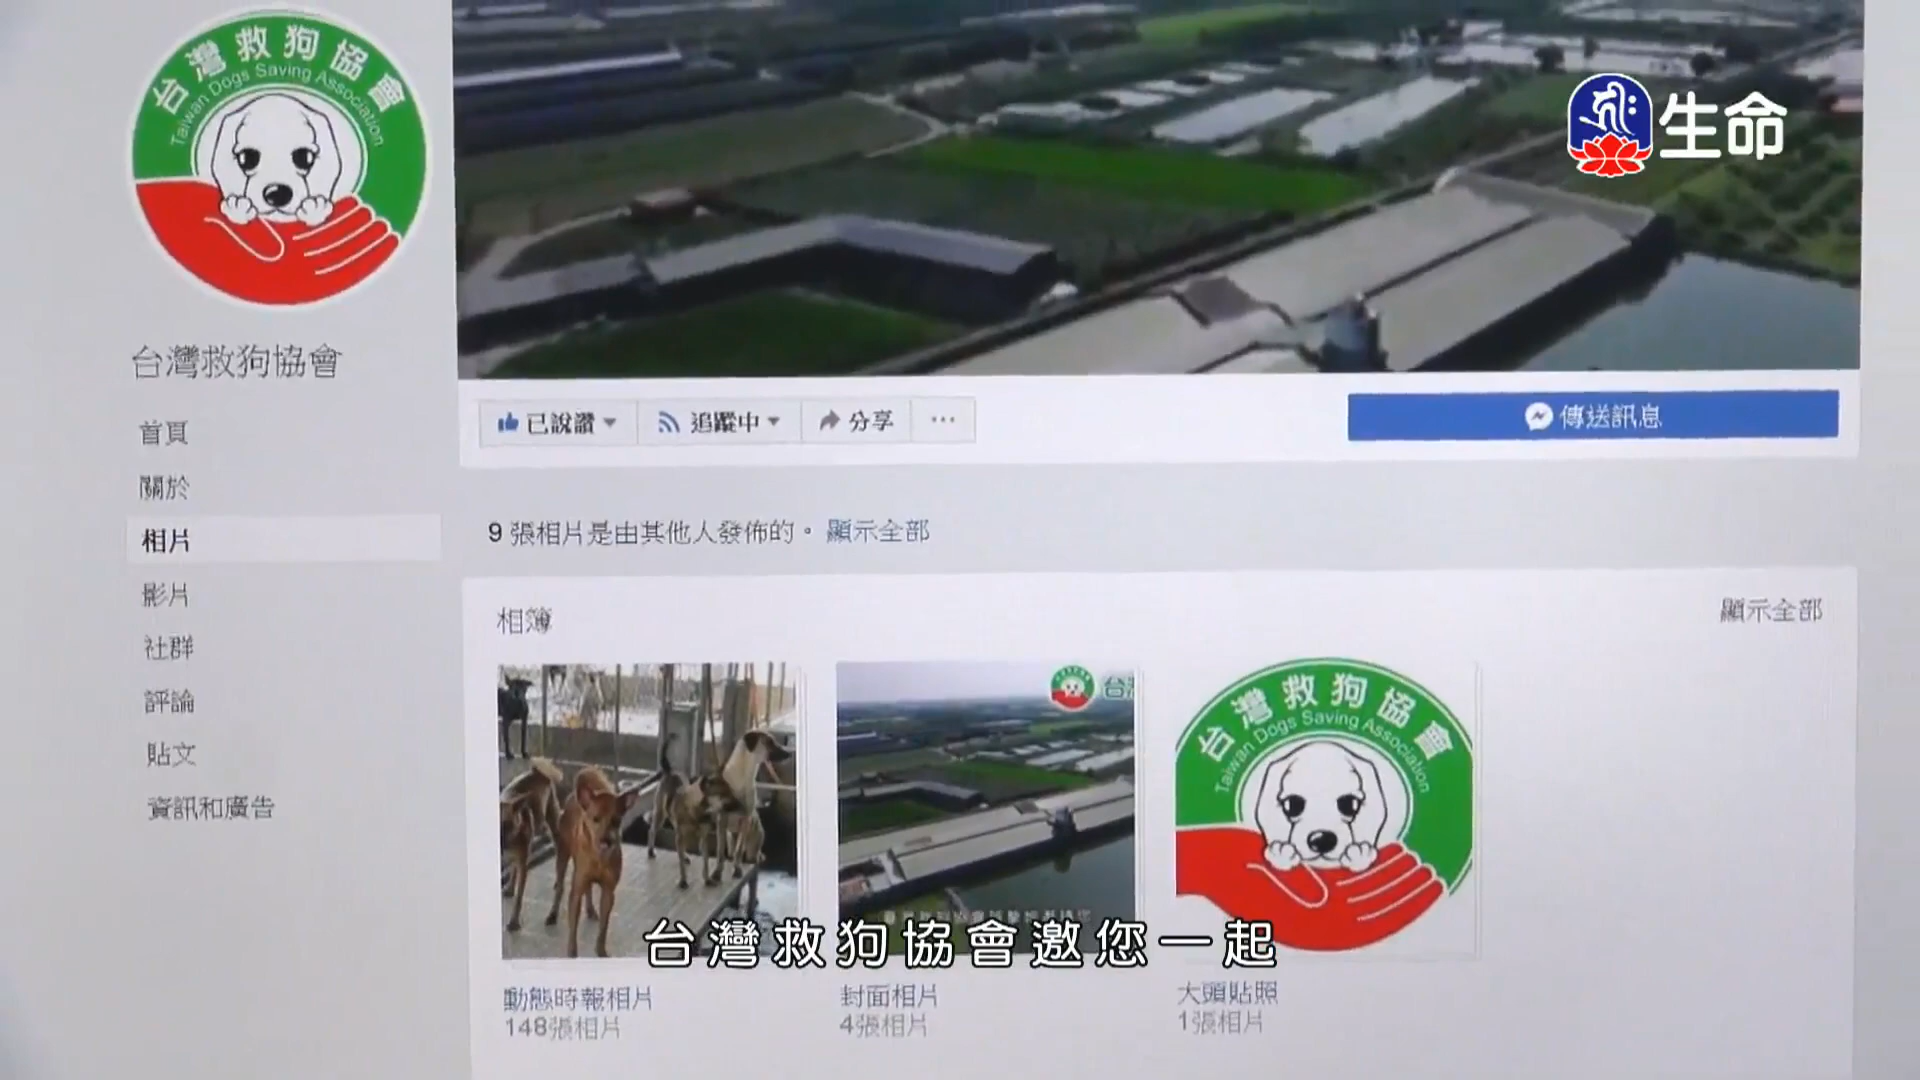 台灣救狗協會
Taiwan Dogs Saving Association
生命
台灣救狗協會
首頁
關於
相片
影片
社群
評論
貼文
資訊和廣告
已說讚
追蹤中
分享
傳送訊息
9 張相片是由其他人發佈的。 顯示全部
相簿
顯示全部
台灣救狗協會
Taiwan Dogs Saving Association
台灣救狗協會邀您一起
動態時報相片
148張相片
封面相片
4張相片
大頭貼照
1張相片